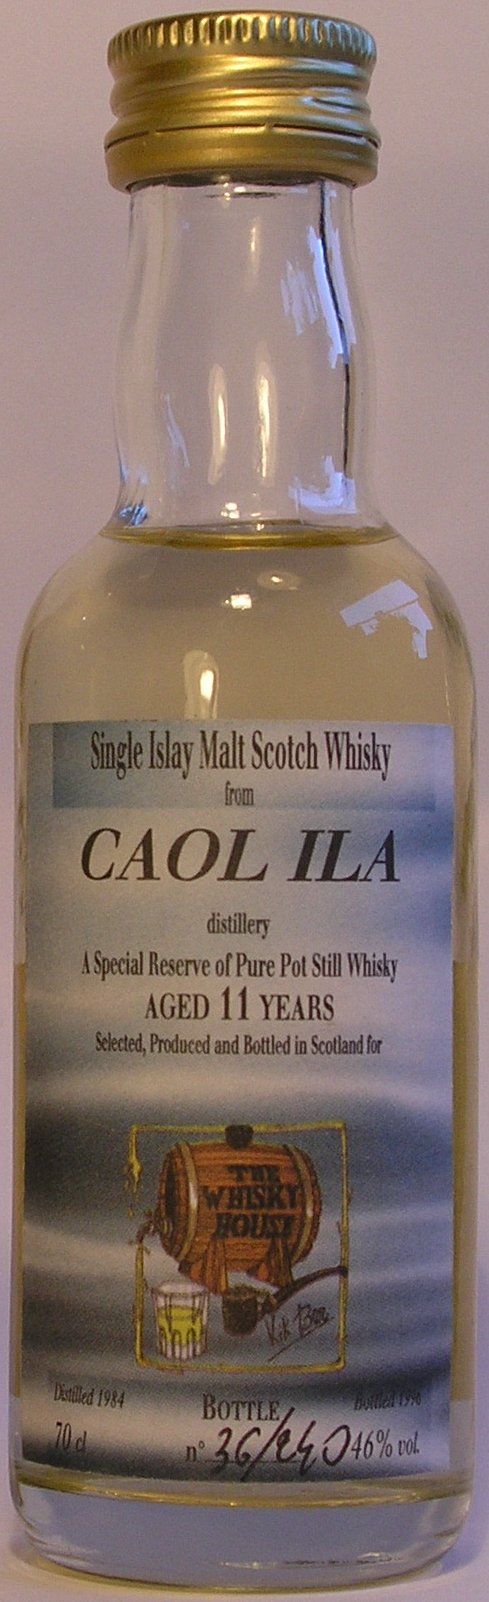 Single Islay Malt Scotch Whisky
from
CAOL ILA
distillery
A Special Reserve of Pure Pot Still Whisky
AGED 11 YEARS
Selected, Produced and Bottled in Scotland for
THE
WHISKY
HOUSE
Distilled 1984
BOTTLE
Bottled 1996
70 cl
n° 36/240
46% vol.